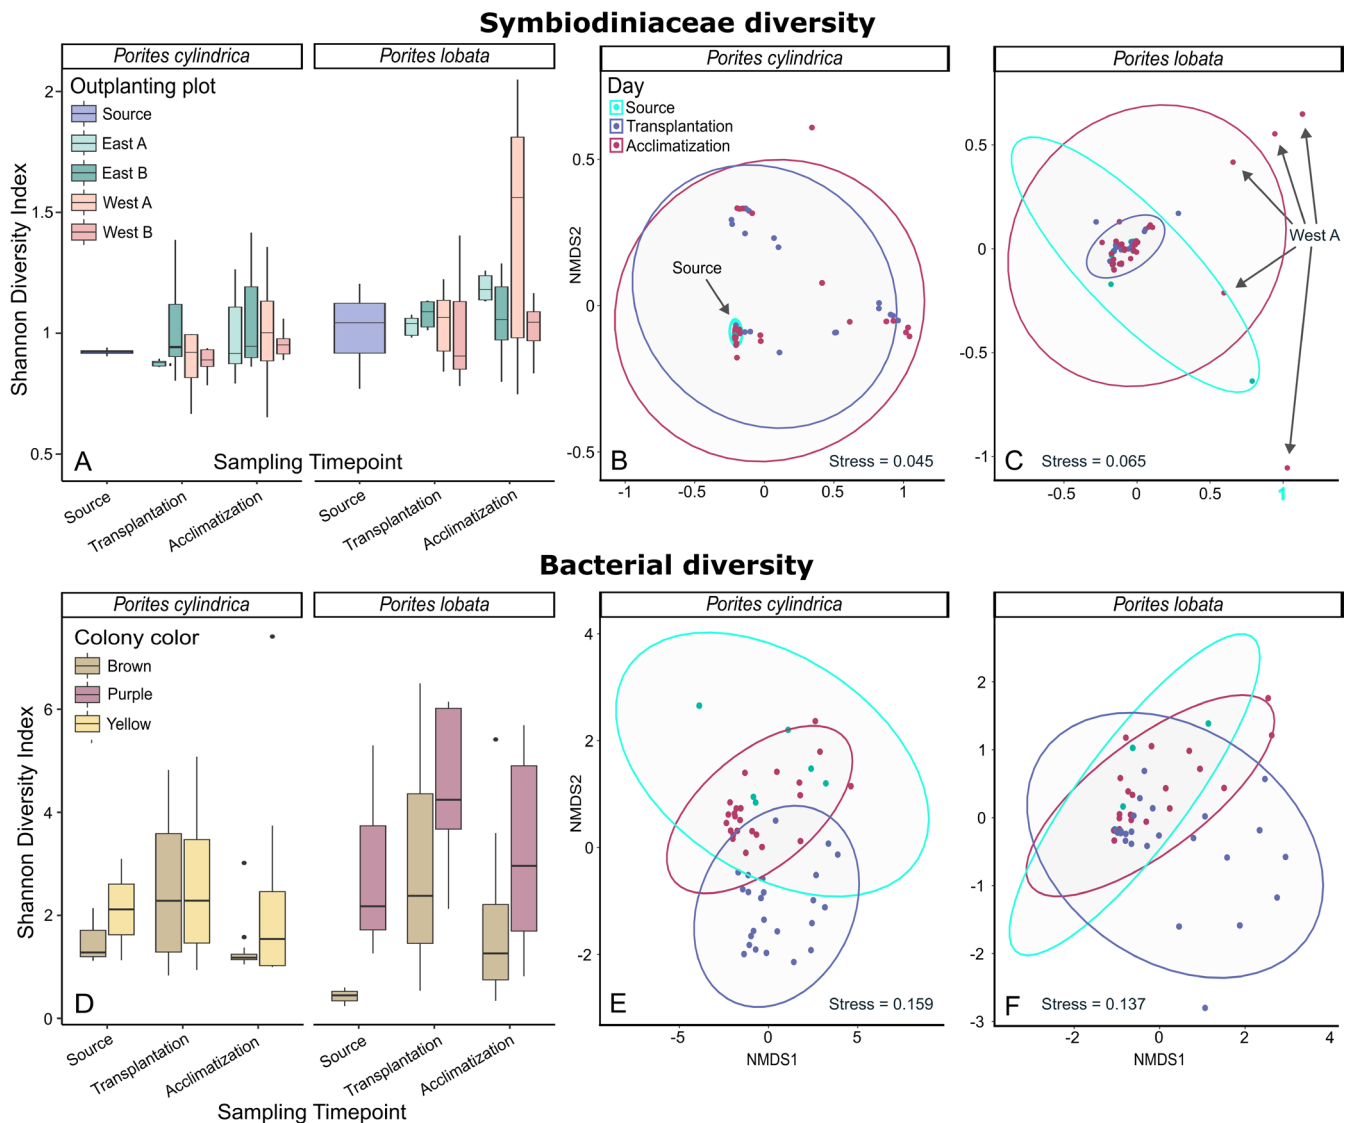 Symbiodiniaceae diversity
Porites cylindrica
Porites lobata
Outplanting plot
Source
East A
East B
West A
West B
Shannon Diversity Index
2
1.5
1
0.5
A
Sampling Timepoint
Source
Transplantation
Acclimatization
Source
Transplantation
Acclimatization
Porites cylindrica
Day
Source
Transplantation
Acclimatization
NMDS2
0.5
0
-0.5
Source
B
Stress = 0.045
-1
-0.5
0
0.5
1
Porites lobata
0.5
0
-0.5
-1
West A
C
Stress = 0.065
-0.5
0
0.5
1
Bacterial diversity
Porites cylindrica
Porites lobata
Colony color
Brown
Purple
Yellow
Shannon Diversity Index
6
4
2
0
D
Source
Transplantation
Acclimatization
Source
Transplantation
Acclimatization
Sampling Timepoint
Porites cylindrica
NMDS2
4
2
0
-2
E
Stress = 0.159
-5
0
5
NMDS1
Porites lobata
2
1
0
-1
-2
-3
F
Stress = 0.137
-2
0
2
4
NMDS1